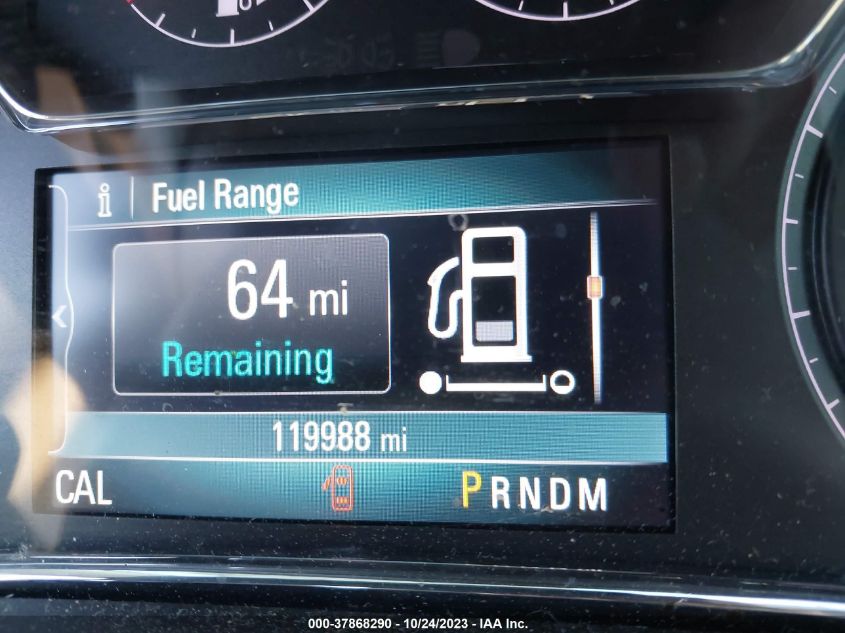 i Fuel Range
64 mi
Remaining
119988 mi
CAL
PRNDM
000-37868290 - 10/24/2023 - IAA Inc.